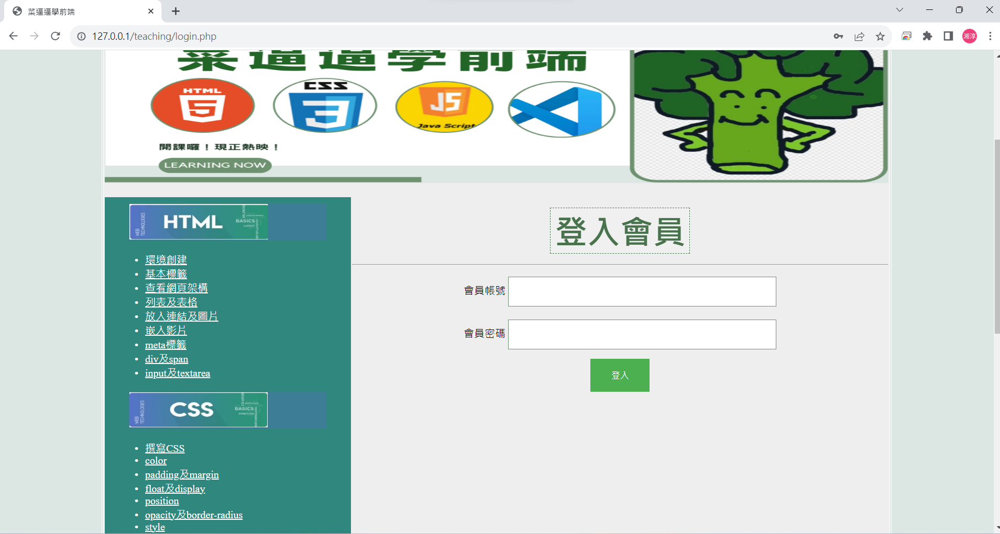 菜逼逼學前端
127.0.0.1/teaching/login.php
湘淳
菜逼逼學前端
HTML
CSS
JS
Java Script
開課囉！現正熱映！
LEARNING NOW
WEB TECHNOLOGIES
HTML
BASICS
LAYOUT
環境創建
基本標籤
查看網頁架構
列表及表格
放入連結及圖片
嵌入影片
meta標籤
div及span
input及textarea
WEB TECHNOLOGIES
CSS
BASICS
OVERFLOW
撰寫CSS
color
padding及margin
float及display
position
opacity及border-radius
style
登入會員
會員帳號
會員密碼
登入